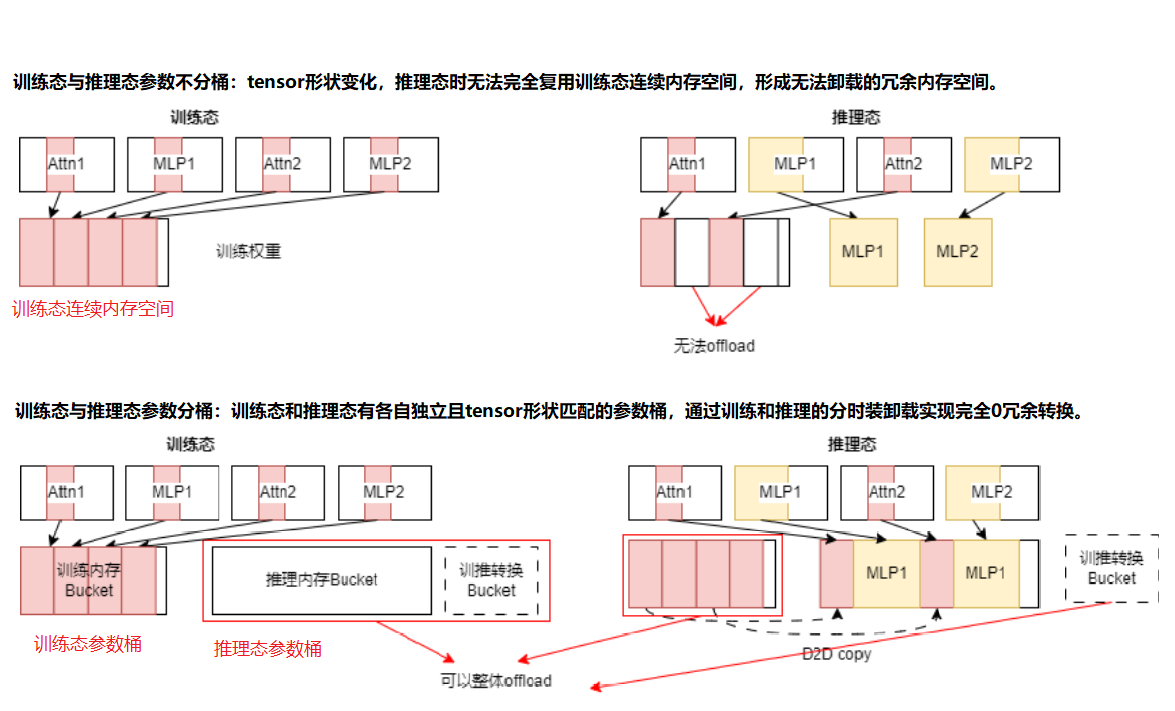 训练态与推理态参数不分桶：tensor形状变化，推理态时无法完全复用训练态连续内存空间，形成无法卸载的冗余内存空间。
训练态
推理态
Attn1
MLP1
Attn2
MLP2
Attn1
MLP1
Attn2
MLP2
训练权重
MLP1
MLP2
训练态连续内存空间
无法offload
训练态与推理态参数分桶：训练态和推理态有各自独立且tensor形状匹配的参数桶，通过训练和推理的分时装卸载实现完全0冗余转换。
训练态
推理态
Attn1
MLP1
Attn2
MLP2
Attn1
MLP1
Attn2
MLP2
训练内存
Bucket
推理内存Bucket
训推转换
Bucket
MLP1
MLP1
训推转换
Bucket
训练态参数桶
推理态参数桶
D2D copy
可以整体offload